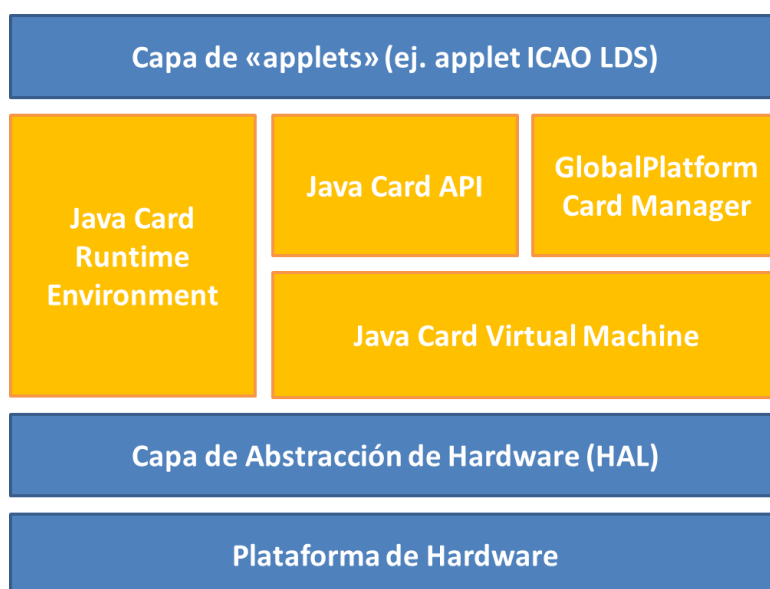 Capa de «applets» (ej. applet ICAO LDS)
Java Card
Runtime
Environment
Java Card API
GlobalPlatform
Card Manager
Java Card Virtual Machine
Capa de Abstracción de Hardware (HAL)
Plataforma de Hardware